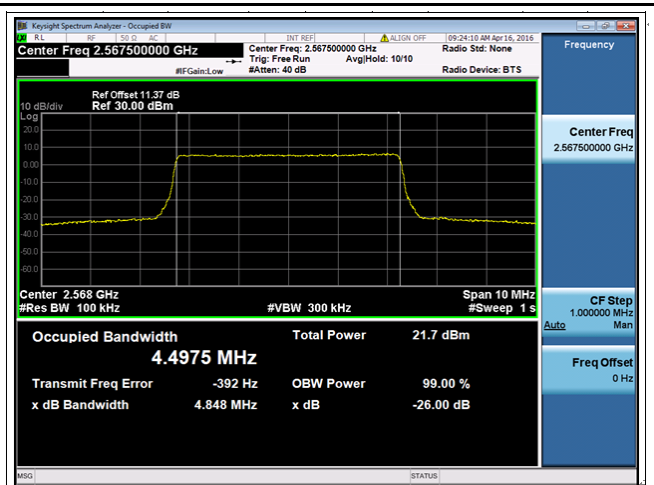 Keysight Spectrum Analyzer - Occupied BW
RL RF 50 Ω AC INT REF ALIGN OFF 09:24:10 AM Apr 16, 2016
Center Freq 2.567500000 GHz
Center Freq: 2.567500000 GHz
Radio Std: None
Trig: Free Run Avg|Hold: 10/10
#IFGain:Low #Atten: 40 dB
Radio Device: BTS
Ref Offset 11.37 dB
10 dB/div Ref 30.00 dBm
Log
20.0
10.0
0.00
-10.0
-20.0
-30.0
-40.0
-50.0
-60.0
Center 2.568 GHz Span 10 MHz
#Res BW 100 kHz #VBW 300 kHz #Sweep 1 s
Occupied Bandwidth Total Power 21.7 dBm
4.4975 MHz
Transmit Freq Error -392 Hz OBW Power 99.00 %
x dB Bandwidth 4.848 MHz x dB -26.00 dB
MSG STATUS
Frequency
Center Freq
2.567500000 GHz
CF Step
1.000000 MHz
Auto Man
Freq Offset
0 Hz